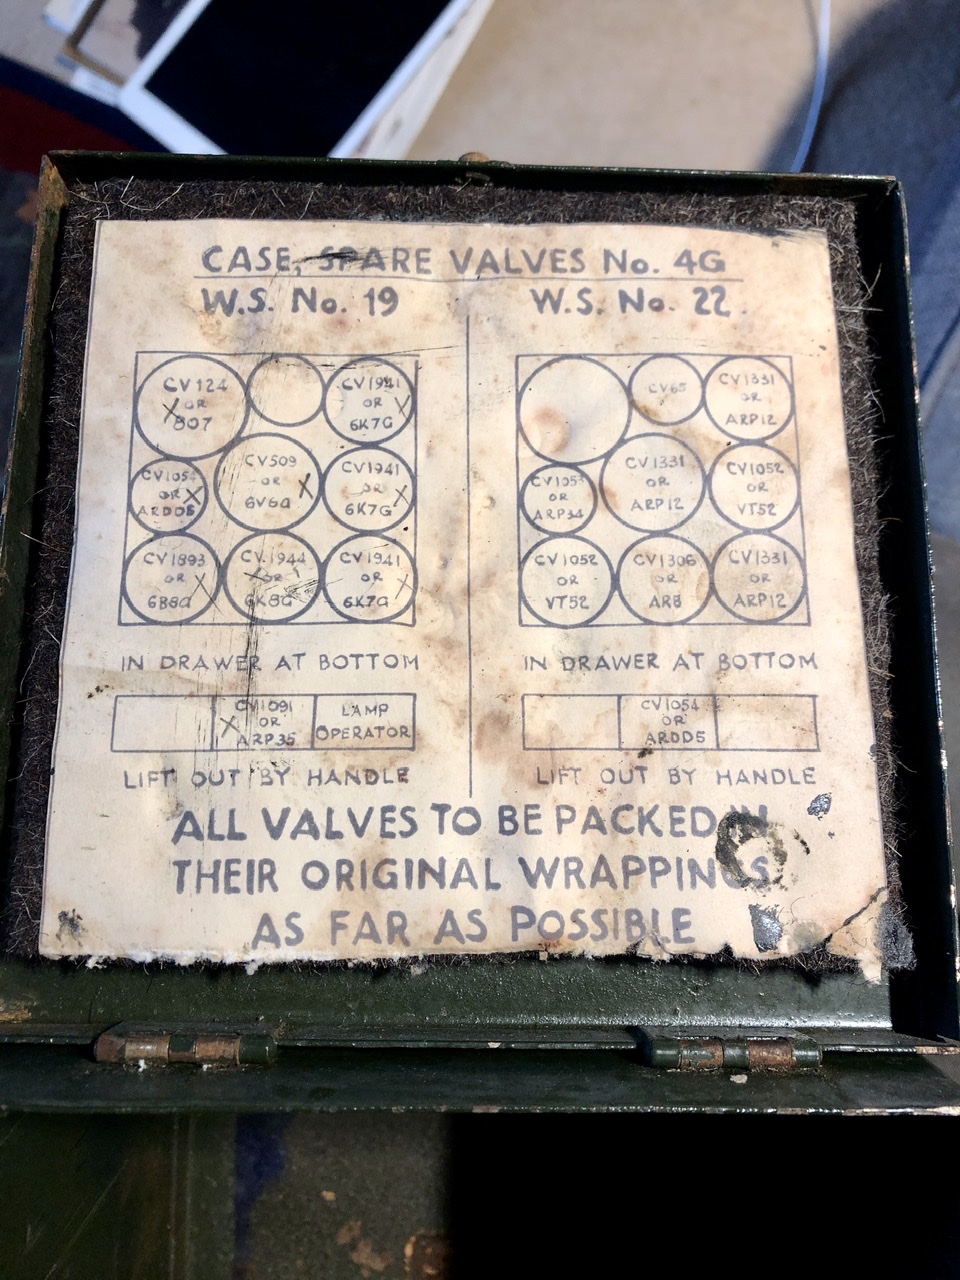 CASE, SPARE VALVES No. 4G
W.S. No. 19
CV124
OR
807
CV1941
OR
6K7G
CV1054
OR
ARDD5
CV509
OR
6V6G
CV1941
OR
6K7G
CV1893
OR
6B8G
CV1944
OR
6K8G
CV1941
OR
6K7G
IN DRAWER AT BOTTOM
CV1091
OR
ARP35
LAMP
OPERATOR
LIFT OUT BY HANDLE
W.S. No. 22.
CV65
CV1331
OR
ARP12
CV1053
OR
ARP34
CV1331
OR
ARP12
CV1052
OR
VT52
CV1052
OR
VT52
CV1306
OR
AR8
CV1331
OR
ARP12
IN DRAWER AT BOTTOM
CV1054
OR
ARDD5
LIFT OUT BY HANDLE
ALL VALVES TO BE PACKED IN
THEIR ORIGINAL WRAPPINGS
AS FAR AS POSSIBLE